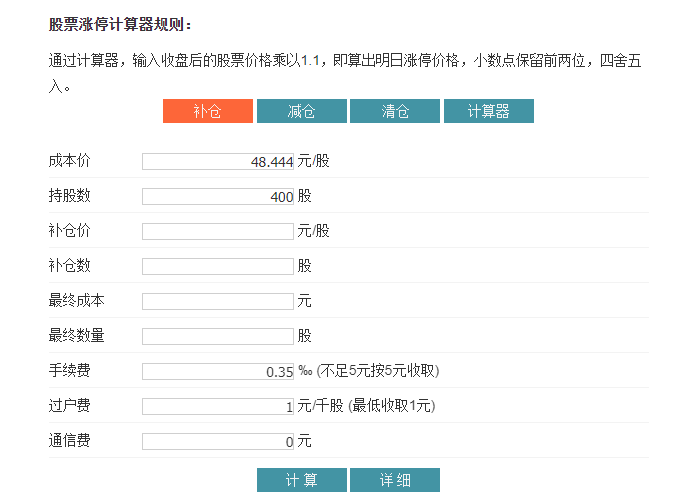 股票涨停计算器规则：
通过计算器，输入收盘后的股票价格乘以1.1，即算出明日涨停价格，小数点保留前两位，四舍五
入。
补仓 减仓 清仓 计算器
成本价 48.444 元/股
持股数 400 股
补仓价 元/股
补仓数 股
最终成本 元
最终数量 股
手续费 0.35 ‰ (不足5元按5元收取)
过户费 1 元/千股 (最低收取1元)
通信费 0 元
计 算 详 细